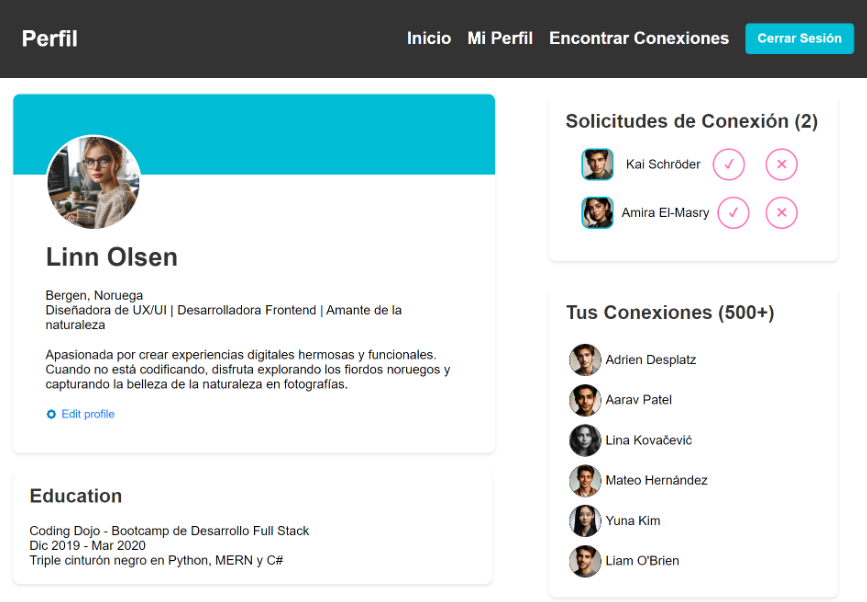 Perfil
Inicio
Mi Perfil
Encontrar Conexiones
Cerrar Sesión
Linn Olsen
Bergen, Noruega
Diseñadora de UX/UI | Desarrolladora Frontend | Amante de la
naturaleza
Apasionada por crear experiencias digitales hermosas y funcionales.
Cuando no está codificando, disfruta explorando los fiordos noruegos y
capturando la belleza de la naturaleza en fotografías.
Edit profile
Education
Coding Dojo - Bootcamp de Desarrollo Full Stack
Dic 2019 - Mar 2020
Triple cinturón negro en Python, MERN y C#
Solicitudes de Conexión (2)
Kai Schröder
Amira El-Masry
Tus Conexiones (500+)
Adrien Desplatz
Aarav Patel
Lina Kovačević
Mateo Hernández
Yuna Kim
Liam O'Brien